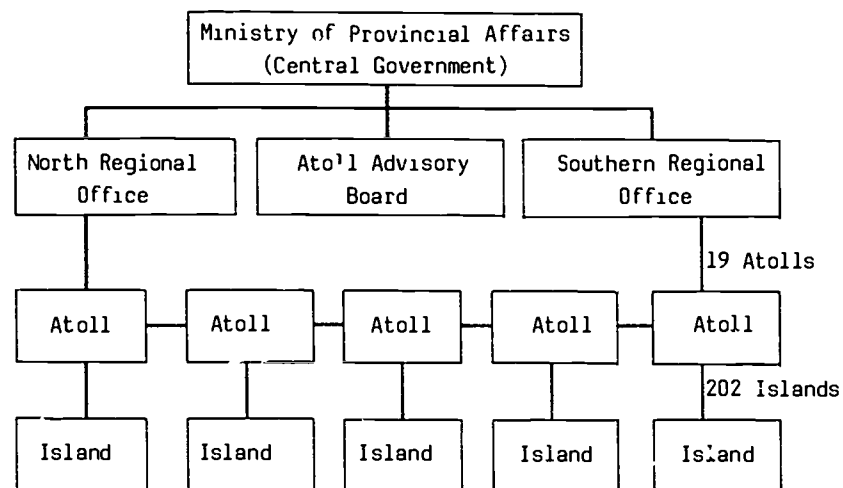 Ministry of Provincial Affairs
(Central Government)
North Regional
Office
Atoll Advisory
Board
Southern Regional
Office
19 Atolls
Atoll
Atoll
Atoll
Atoll
Atoll
202 Islands
Island
Island
Island
Island
Island